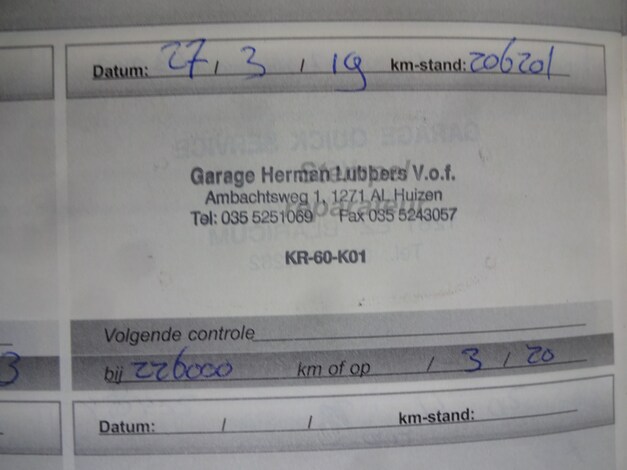 Datum: 27 / 3 / 19 km-stand: 206201
Garage Herman Lubbers V.o.f.
Ambachtsweg 1, 1271 AL Huizen
Tel: 035 5251069 Fax 035 5243057
KR-60-K01
Volgende controle
3 bij 226000 km of op / 3 / 20
Datum: / / km-stand: